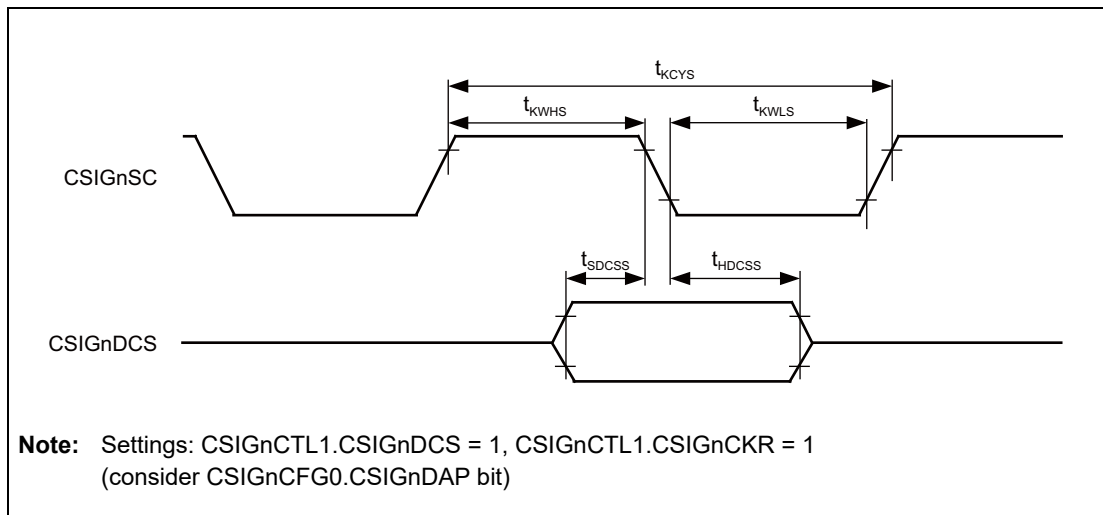 tKCYS
tKWHS
tKWLS
CSIGnSC
tSDCSS
tHDCSS
CSIGnDCS
Note: Settings: CSIGnCTL1.CSIGnDCS = 1, CSIGnCTL1.CSIGnCKR = 1
(consider CSIGnCFG0.CSIGnDAP bit)